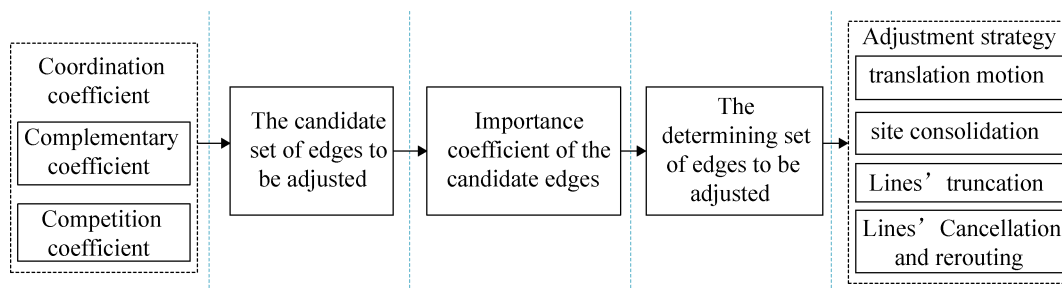 Coordination
coefficient
Complementary
coefficient
Competition
coefficient
The candidate
set of edges to
be adjusted
Importance
coefficient of the
candidate edges
The
determining set
of edges to be
adjusted
Adjustment strategy
translation motion
site consolidation
Lines’ truncation
Lines’ Cancellation
and rerouting